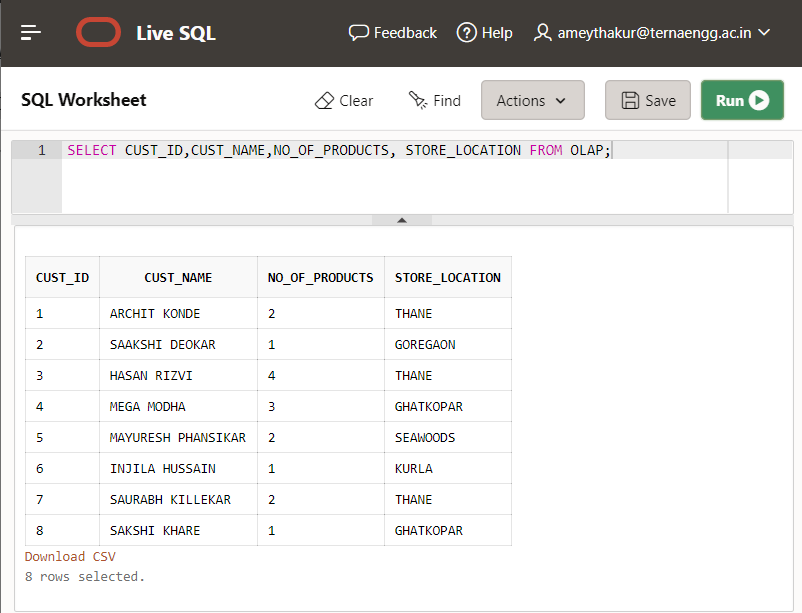 Live SQL Feedback Help ameythakur@ternaengg.ac.in
SQL Worksheet Clear Find Actions Save Run
1 SELECT CUST_ID,CUST_NAME,NO_OF_PRODUCTS, STORE_LOCATION FROM OLAP;
CUST_ID CUST_NAME NO_OF_PRODUCTS STORE_LOCATION
1 ARCHIT KONDE 2 THANE
2 SAAKSHI DEOKAR 1 GOREGAON
3 HASAN RIZVI 4 THANE
4 MEGA MODHA 3 GHATKOPAR
5 MAYURESH PHANSIKAR 2 SEAWOODS
6 INJILA HUSSAIN 1 KURLA
7 SAURABH KILLEKAR 2 THANE
8 SAKSHI KHARE 1 GHATKOPAR
Download CSV
8 rows selected.